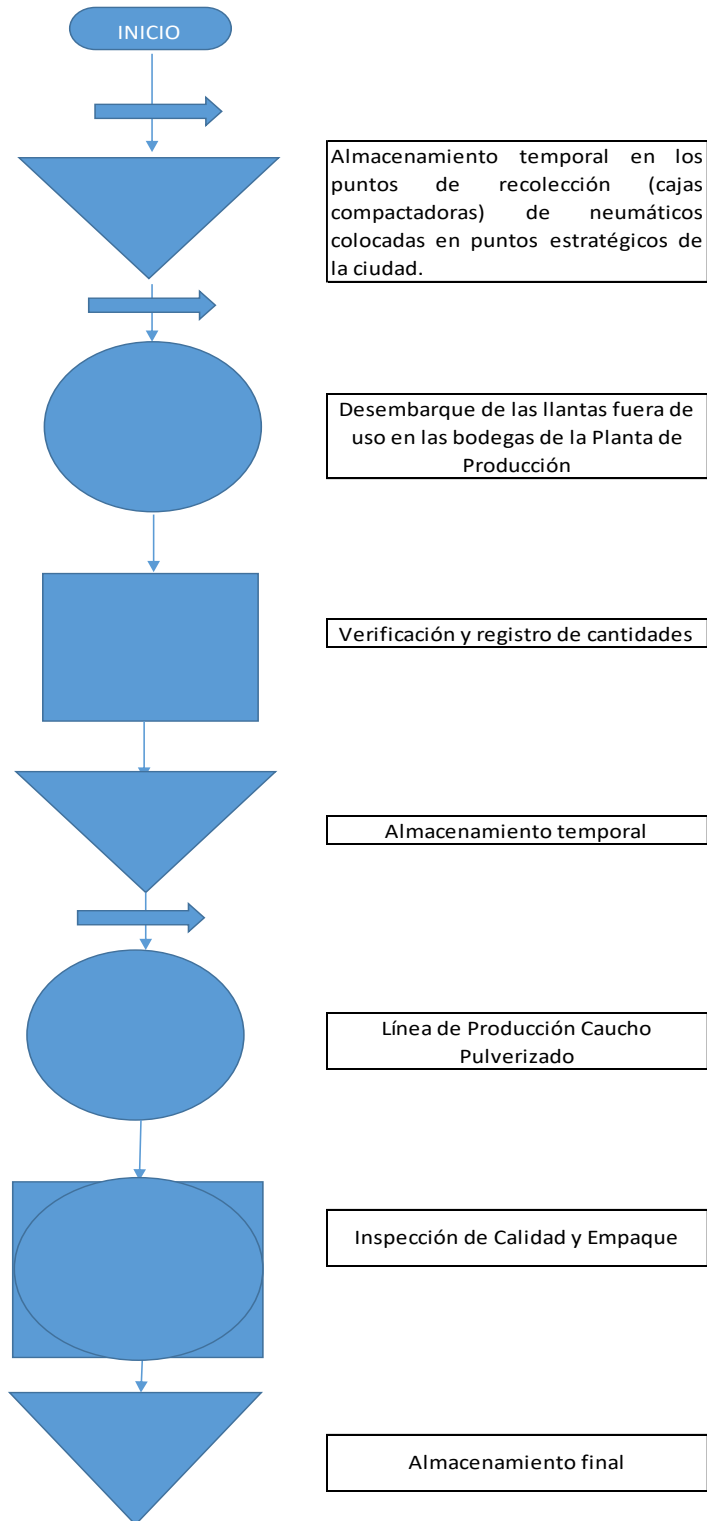 INICIO
Almacenamiento temporal en los
puntos de recolección (cajas
compactadoras) de neumáticos
colocadas en puntos estratégicos de
la ciudad.
Desembarque de las llantas fuera de
uso en las bodegas de la Planta de
Producción
Verificación y registro de cantidades
Almacenamiento temporal
Línea de Producción Caucho
Pulverizado
Inspección de Calidad y Empaque
Almacenamiento final